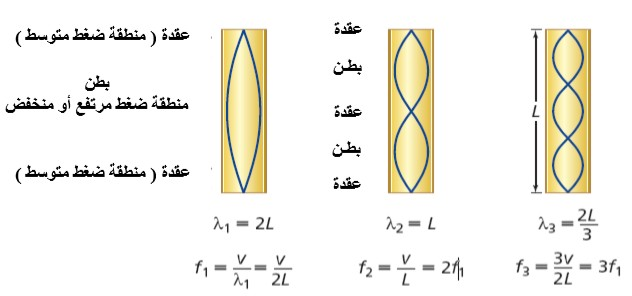 عقدة ( منطقة ضغط متوسط )
بطن
منطقة ضغط مرتفع أو منخفض
عقدة ( منطقة ضغط متوسط )
λ₁ = 2L
f₁ = v/λ₁ = v/2L
عقدة
بطن
عقدة
بطن
عقدة
λ₂ = L
f₂ = v/L = 2f₁
L
λ₃ = 2L/3
f₃ = 3v/2L = 3f₁